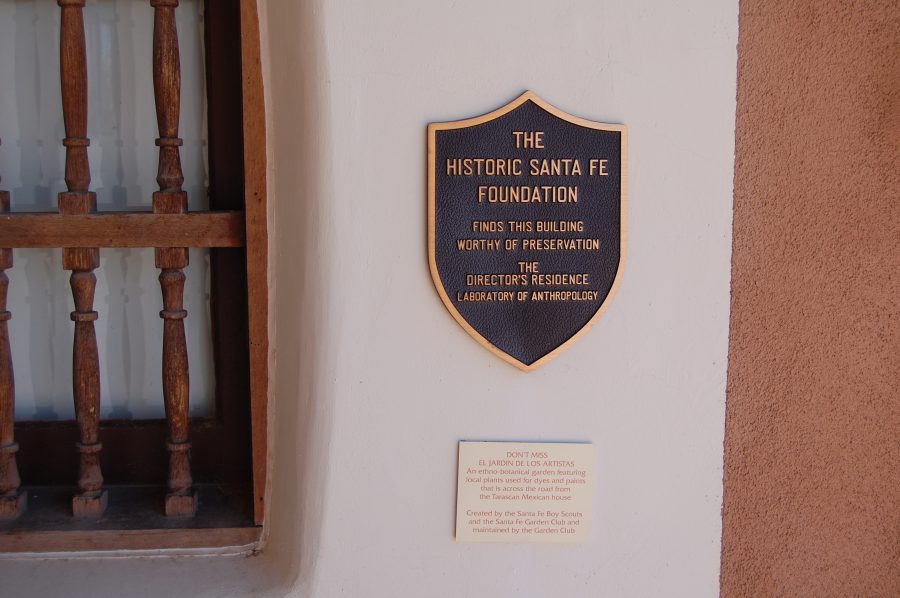 THE
HISTORIC SANTA FE
FOUNDATION
FINDS THIS BUILDING
WORTHY OF PRESERVATION
THE
DIRECTOR'S RESIDENCE
LABORATORY OF ANTHROPOLOGY
DON'T MISS
EL JARDIN DE LOS ARTISTAS
An ethno-botanical garden featuring
local plants used for dyes and paints
that is across the road from
the Tarascan Mexican house
Created by the Santa Fe Boy Scouts
and the Santa Fe Garden Club and
maintained by the Garden Club